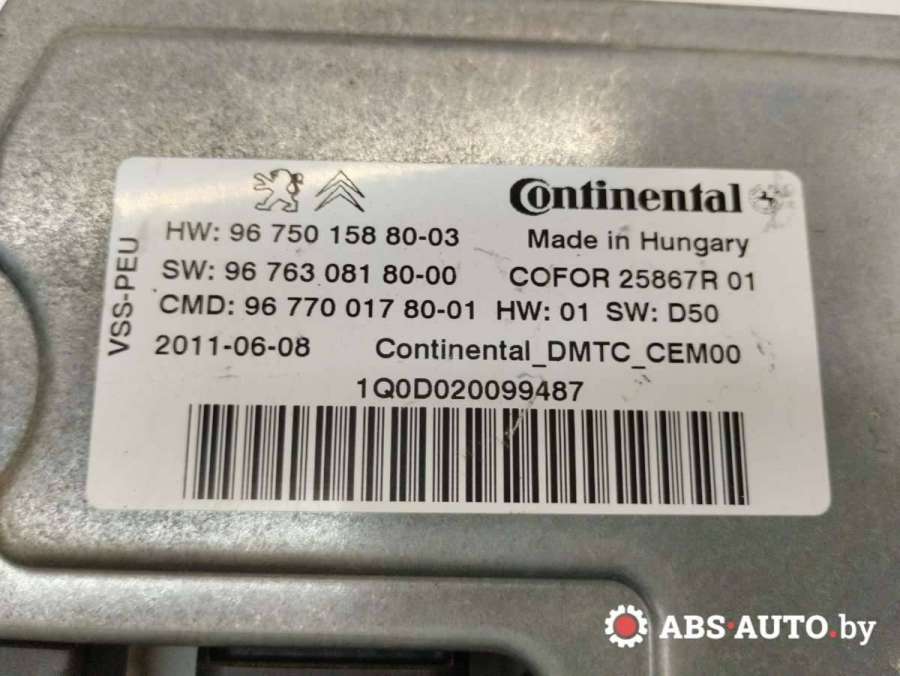 Continental
HW: 96 750 158 80-03
Made in Hungary
SW: 96 763 081 80-00
COFOR 25867R 01
CMD: 96 770 017 80-01 HW: 01 SW: D50
2011-06-08 Continental_DMTC_CEM00
1Q0D020099487
VSS-PEU
ABS-AUTO.by